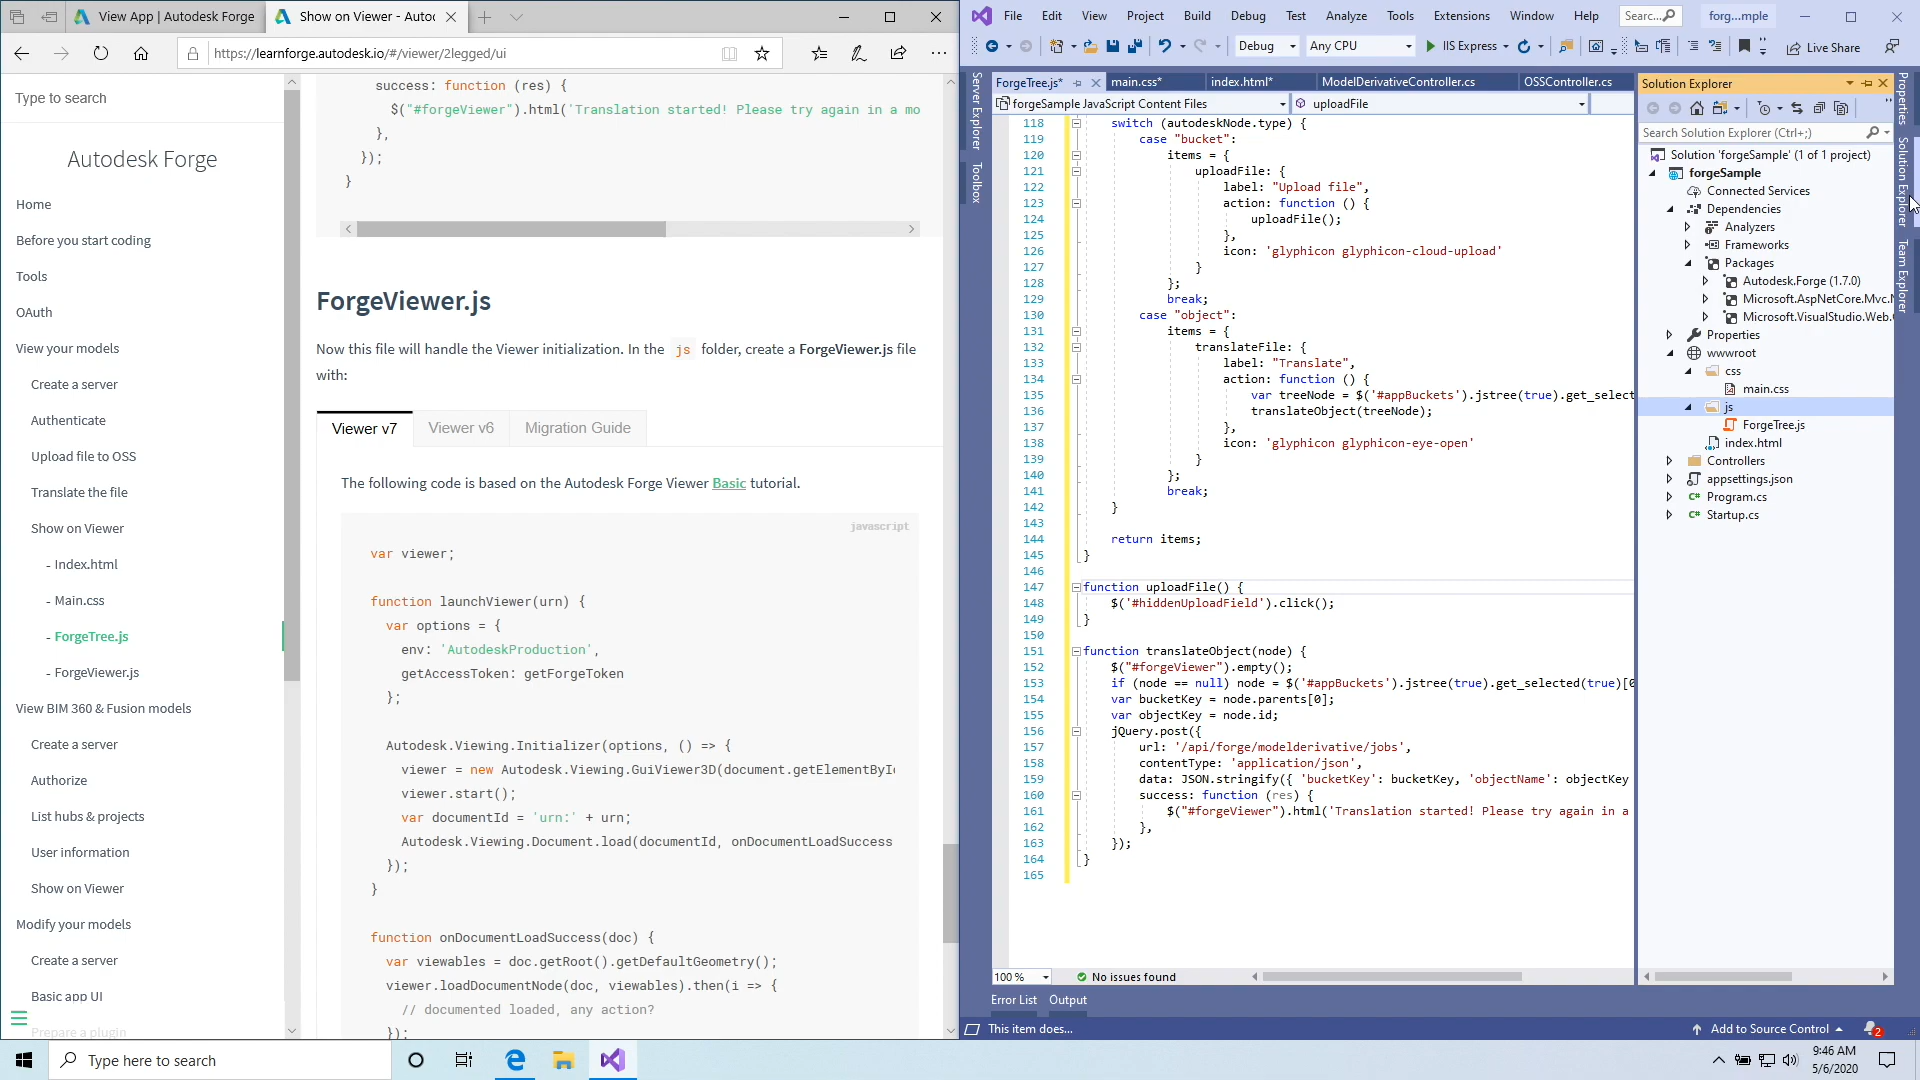 View App | Autodesk Forge
Show on Viewer - Autoc
https://learnforge.autodesk.io/#/viewer/2legged/ui
Type to search
Autodesk Forge
Home
Before you start coding
Tools
OAuth
View your models
Create a server
Authenticate
Upload file to OSS
Translate the file
Show on Viewer
- Index.html
- Main.css
- ForgeTree.js
- ForgeViewer.js
View BIM 360 & Fusion models
Create a server
Authorize
List hubs & projects
User information
Show on Viewer
Modify your models
Create a server
Basic app UI
Prepare a plugin
success: function (res) {
$("#forgeViewer").html('Translation started! Please try again in a mo
},
});
}
ForgeViewer.js
Now this file will handle the Viewer initialization. In the js folder, create a ForgeViewer.js file
with:
Viewer v7
Viewer v6
Migration Guide
The following code is based on the Autodesk Forge Viewer Basic tutorial.
javascript
var viewer;
function launchViewer(urn) {
var options = {
env: 'AutodeskProduction',
getAccessToken: getForgeToken
};
Autodesk.Viewing.Initializer(options, () => {
viewer = new Autodesk.Viewing.GuiViewer3D(document.getElementById
viewer.start();
var documentId = 'urn:' + urn;
Autodesk.Viewing.Document.load(documentId, onDocumentLoadSuccess
});
}
function onDocumentLoadSuccess(doc) {
var viewables = doc.getRoot().getDefaultGeometry();
viewer.loadDocumentNode(doc, viewables).then(i => {
// documented loaded, any action?
});
File Edit View Project Build Debug Test Analyze Tools Extensions Window Help
Searc...
forg...mple
Debug
Any CPU
IIS Express
Live Share
Server Explorer
Toolbox
ForgeTree.js*
main.css*
index.html*
ModelDerivativeController.cs
OSSController.cs
forgeSample JavaScript Content Files
uploadFile
118 switch (autodeskNode.type) {
119 case "bucket":
120 items = {
121 uploadFile: {
122 label: "Upload file",
123 action: function () {
124 uploadFile();
125 },
126 icon: 'glyphicon glyphicon-cloud-upload'
127 }
128 };
129 break;
130 case "object":
131 items = {
132 translateFile: {
133 label: "Translate",
134 action: function () {
135 var treeNode = $('#appBuckets').jstree(true).get_select
136 translateObject(treeNode);
137 },
138 icon: 'glyphicon glyphicon-eye-open'
139 }
140 };
141 break;
142 }
143
144 return items;
145 }
146
147 function uploadFile() {
148 $('#hiddenUploadField').click();
149 }
150
151 function translateObject(node) {
152 $("#forgeViewer").empty();
153 if (node == null) node = $('#appBuckets').jstree(true).get_selected(true)[0
154 var bucketKey = node.parents[0];
155 var objectKey = node.id;
156 jQuery.post({
157 url: '/api/forge/modelderivative/jobs',
158 contentType: 'application/json',
159 data: JSON.stringify({ 'bucketKey': bucketKey, 'objectName': objectKey
160 success: function (res) {
161 $("#forgeViewer").html('Translation started! Please try again in a
162 },
163 });
164 }
165
100 %
No issues found
Error List
Output
This item does...
Add to Source Control
2
Solution Explorer
Search Solution Explorer (Ctrl+;)
Solution 'forgeSample' (1 of 1 project)
forgeSample
Connected Services
Dependencies
Analyzers
Frameworks
Packages
Autodesk.Forge (1.7.0)
Microsoft.AspNetCore.Mvc.N
Microsoft.VisualStudio.Web.
Properties
wwwroot
css
main.css
js
ForgeTree.js
index.html
Controllers
appsettings.json
Program.cs
Startup.cs
Properties
Solution Explorer
Team Explorer
Type here to search
9:46 AM
5/6/2020